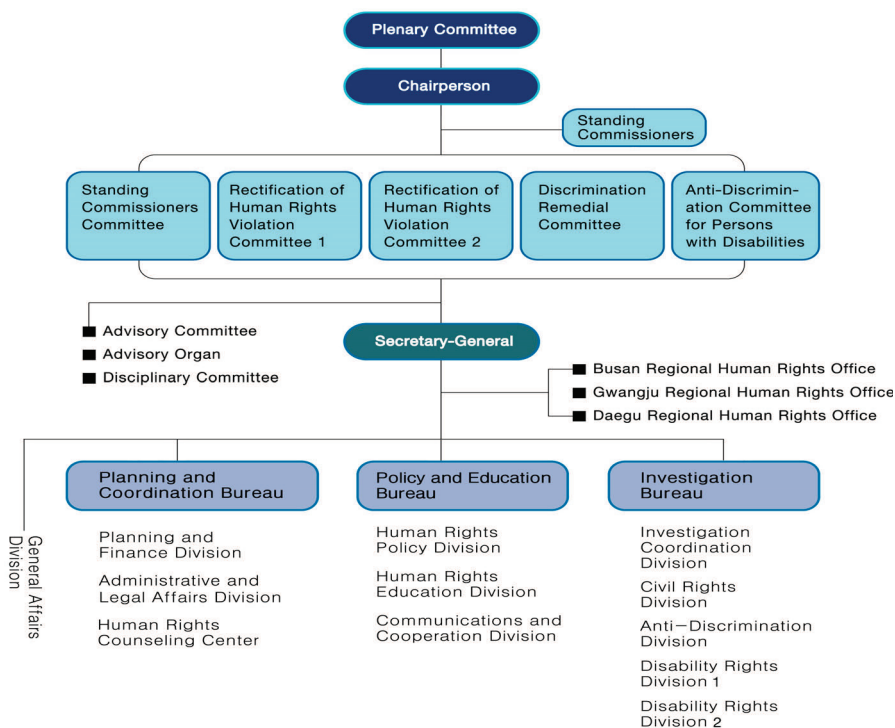 Plenary Committee
Chairperson
Standing
Commissioners
Standing
Commissioners
Committee
Rectification of
Human Rights
Violation
Committee 1
Rectification of
Human Rights
Violation
Committee 2
Discrimination
Remedial
Committee
Anti-Discrimin-
ation Committee
for Persons
with Disabilities
Advisory Committee
Advisory Organ
Disciplinary Committee
Secretary-General
Busan Regional Human Rights Office
Gwangju Regional Human Rights Office
Daegu Regional Human Rights Office
General Affairs
Division
Planning and
Coordination Bureau
Planning and
Finance Division
Administrative and
Legal Affairs Division
Human Rights
Counseling Center
Policy and Education
Bureau
Human Rights
Policy Division
Human Rights
Education Division
Communications and
Cooperation Division
Investigation
Bureau
Investigation
Coordination
Division
Civil Rights
Division
Anti-Discrimination
Division
Disability Rights
Division 1
Disability Rights
Division 2